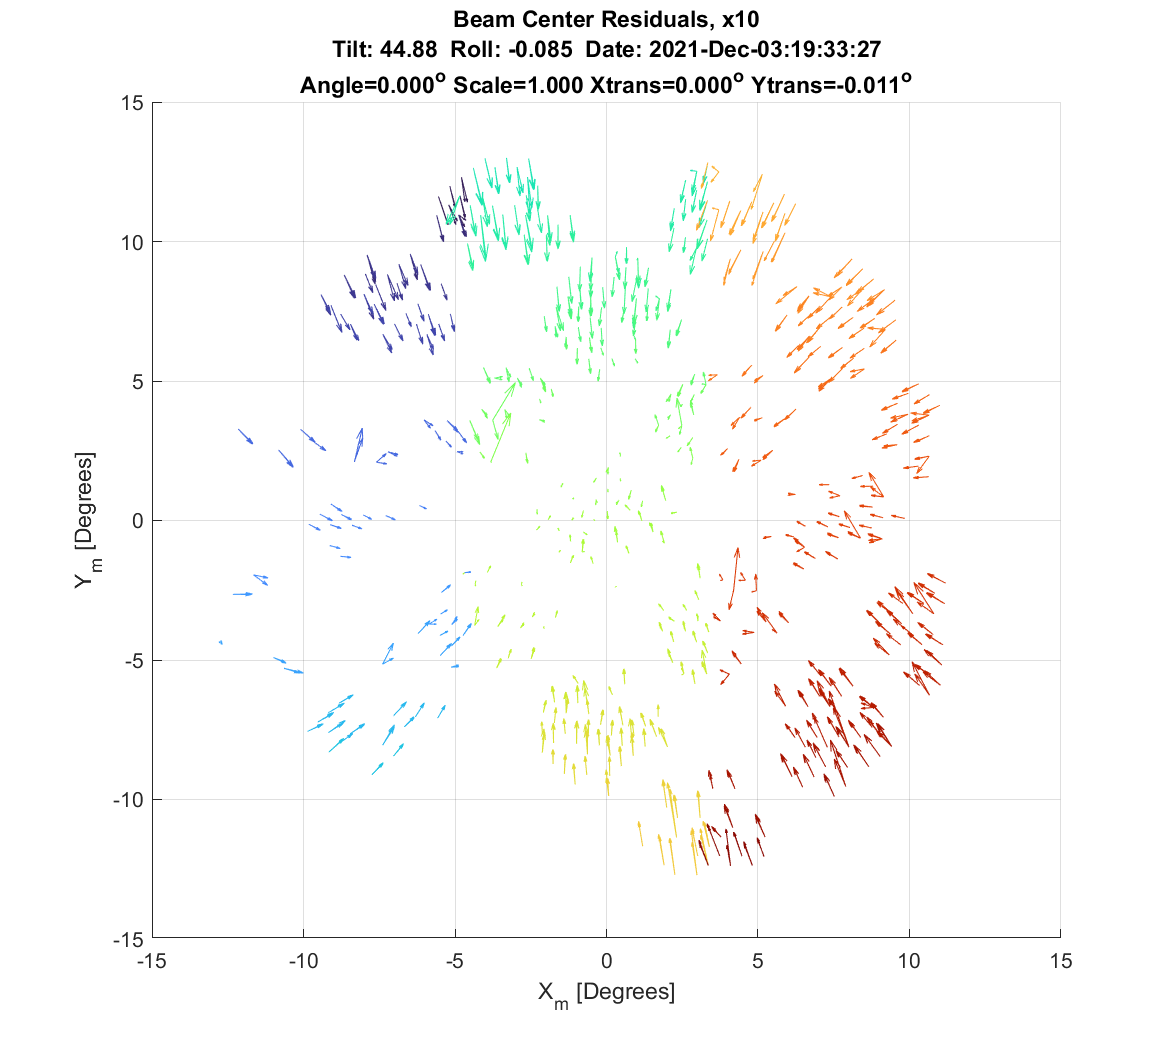 Beam Center Residuals, x10
Tilt: 44.88 Roll: -0.085 Date: 2021-Dec-03:19:33:27
Angle=0.000° Scale=1.000 Xtrans=0.000° Ytrans=-0.011°
15
10
5
0
-5
-10
-15
Y_m [Degrees]
-15 -10 -5 0 5 10 15
X_m [Degrees]